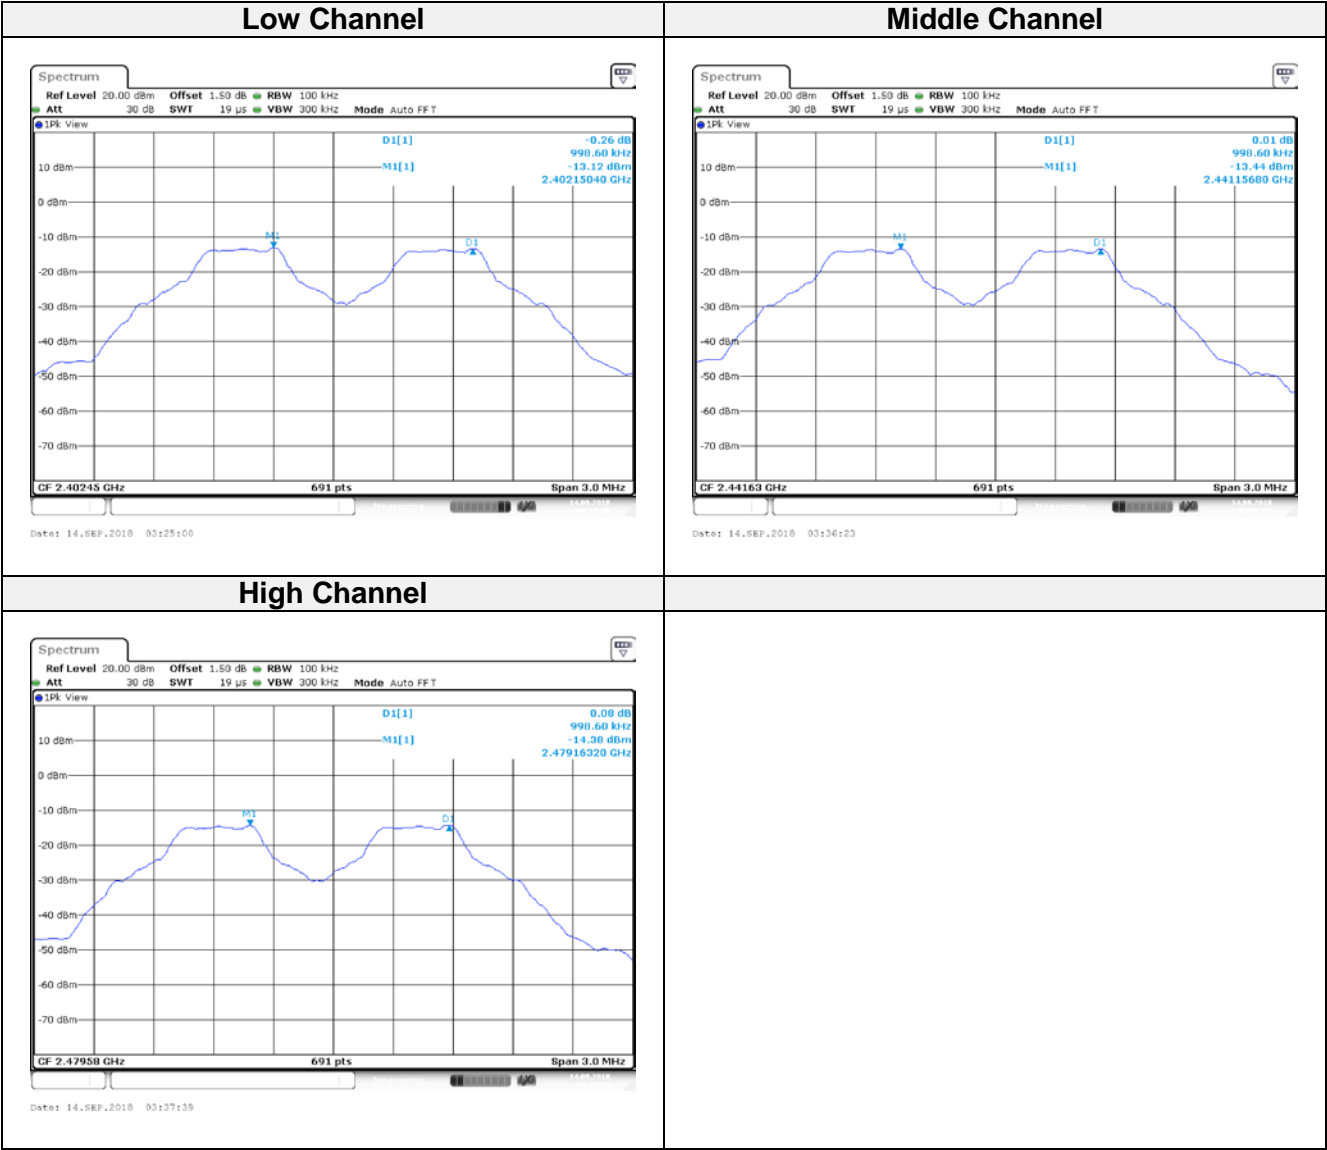 Low Channel
Middle Channel
Spectrum
Ref Level 20.00 dBm Offset 1.50 dB RBW 100 kHz
Att 30 dB SWT 19 µs VBW 300 kHz Mode Auto FFT
1Pk View
D1[1] -0.26 dB
998.60 kHz
M1[1] -13.12 dBm
2.40215040 GHz
10 dBm
0 dBm
-10 dBm
M1
D1
-20 dBm
-30 dBm
-40 dBm
-50 dBm
-60 dBm
-70 dBm
CF 2.40245 GHz 691 pts Span 3.0 MHz
Date: 14.SEP.2018 03:25:00
Spectrum
Ref Level 20.00 dBm Offset 1.50 dB RBW 100 kHz
Att 30 dB SWT 19 µs VBW 300 kHz Mode Auto FFT
1Pk View
D1[1] 0.01 dB
998.60 kHz
M1[1] -13.44 dBm
2.44115680 GHz
10 dBm
0 dBm
-10 dBm
M1
D1
-20 dBm
-30 dBm
-40 dBm
-50 dBm
-60 dBm
-70 dBm
CF 2.44163 GHz 691 pts Span 3.0 MHz
Date: 14.SEP.2018 03:36:23
High Channel
Spectrum
Ref Level 20.00 dBm Offset 1.50 dB RBW 100 kHz
Att 30 dB SWT 19 µs VBW 300 kHz Mode Auto FFT
1Pk View
D1[1] 0.08 dB
998.60 kHz
M1[1] -14.38 dBm
2.47916320 GHz
10 dBm
0 dBm
-10 dBm
M1
D1
-20 dBm
-30 dBm
-40 dBm
-50 dBm
-60 dBm
-70 dBm
CF 2.47958 GHz 691 pts Span 3.0 MHz
Date: 14.SEP.2018 03:37:39